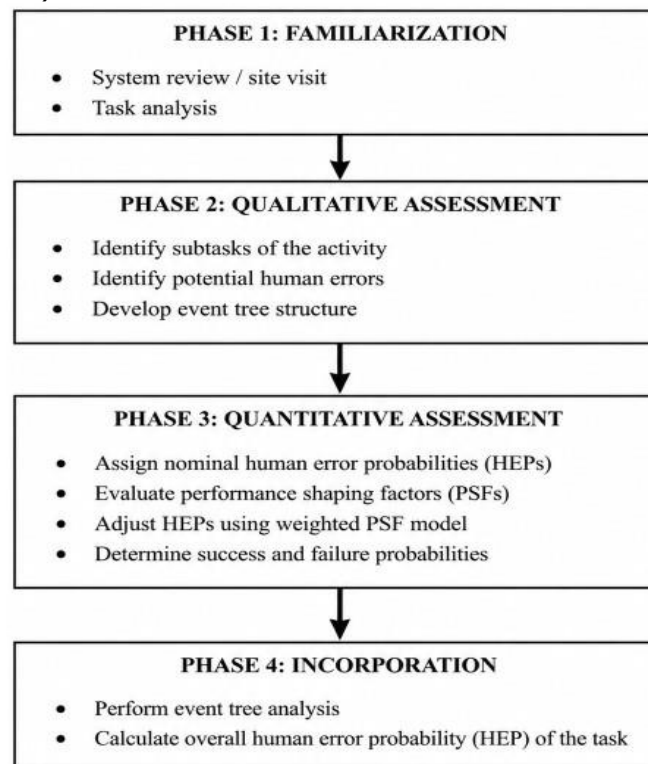 PHASE 1: FAMILIARIZATION
• System review / site visit
• Task analysis
PHASE 2: QUALITATIVE ASSESSMENT
• Identify subtasks of the activity
• Identify potential human errors
• Develop event tree structure
PHASE 3: QUANTITATIVE ASSESSMENT
• Assign nominal human error probabilities (HEPs)
• Evaluate performance shaping factors (PSFs)
• Adjust HEPs using weighted PSF model
• Determine success and failure probabilities
PHASE 4: INCORPORATION
• Perform event tree analysis
• Calculate overall human error probability (HEP) of the task